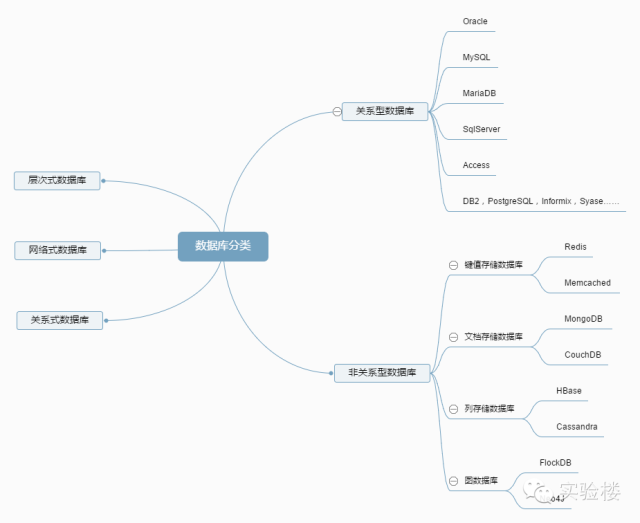 数据库分类
层次式数据库
网络式数据库
关系式数据库
关系型数据库
Oracle
MySQL
MariaDB
SqlServer
Access
DB2，PostgreSQL，Informix，Syase……
非关系型数据库
键值存储数据库
Redis
Memcached
文档存储数据库
MongoDB
CouchDB
列存储数据库
HBase
Cassandra
图数据库
FlockDB
实验楼